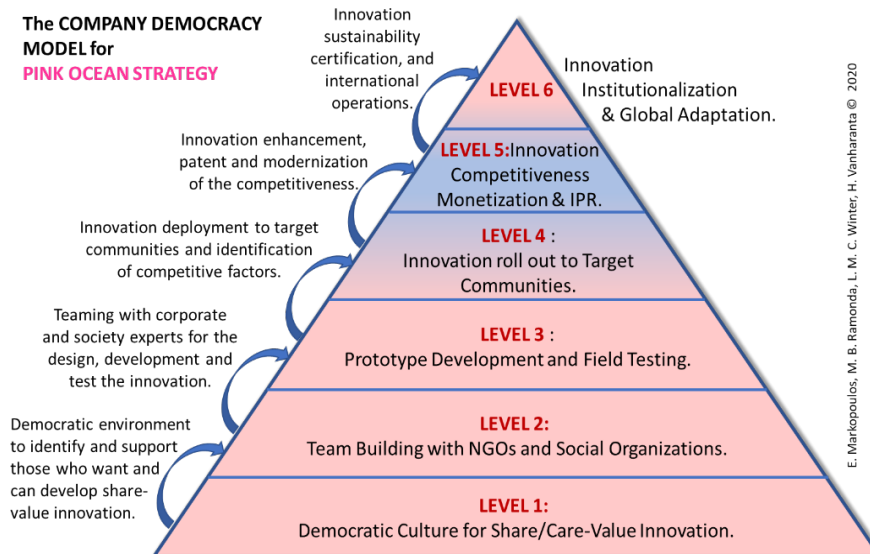 The COMPANY DEMOCRACY
MODEL for
PINK OCEAN STRATEGY
Innovation
sustainability
certification, and
international
operations.
Innovation enhancement,
patent and modernization
of the competitiveness.
Innovation deployment to target
communities and identification
of competitive factors.
Teaming with corporate
and society experts for the
design, development and
test the innovation.
Democratic environment
to identify and support
those who want and
can develop share-
value innovation.
LEVEL 6
Innovation
Institutionalization
& Global Adaptation.
LEVEL 5:Innovation
Competitiveness
Monetization & IPR.
LEVEL 4 :
Innovation roll out to Target
Communities.
LEVEL 3 :
Prototype Development and Field Testing.
LEVEL 2:
Team Building with NGOs and Social Organizations.
LEVEL 1:
Democratic Culture for Share/Care-Value Innovation.
E. Markopoulos, M. B. Ramonda, L. M. C. Winter, H. Vanharanta © 2020